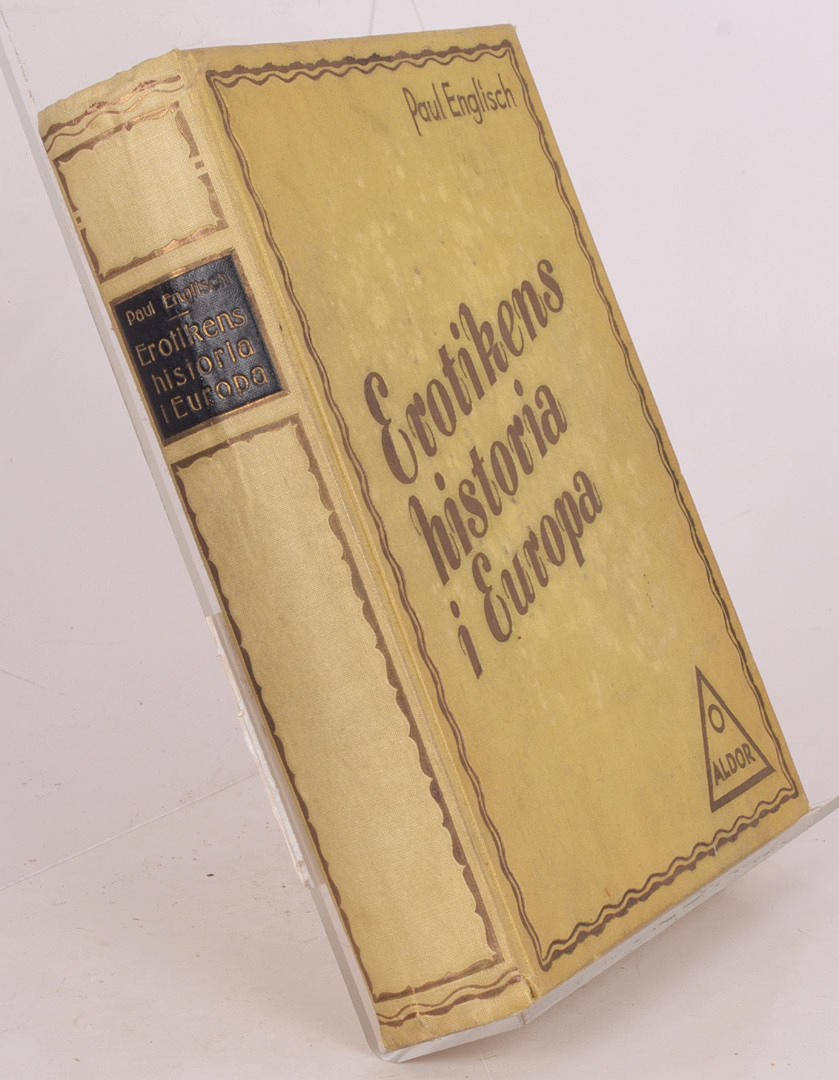 Paul Englisch
Erotikens
historia
i Europa
Paul Englisch
Erotikens
historia
i Europa
ALDOR